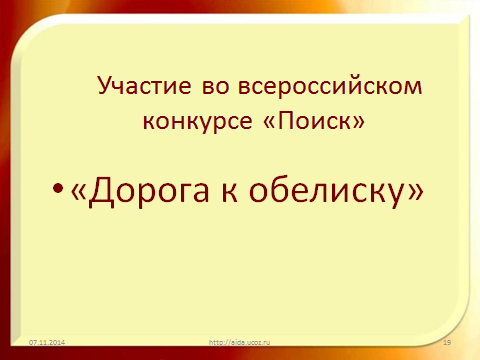 Участие во всероссийском
конкурсе «Поиск»
• «Дорога к обелиску»
07.11.2014 http://aida.ucoz.ru 19